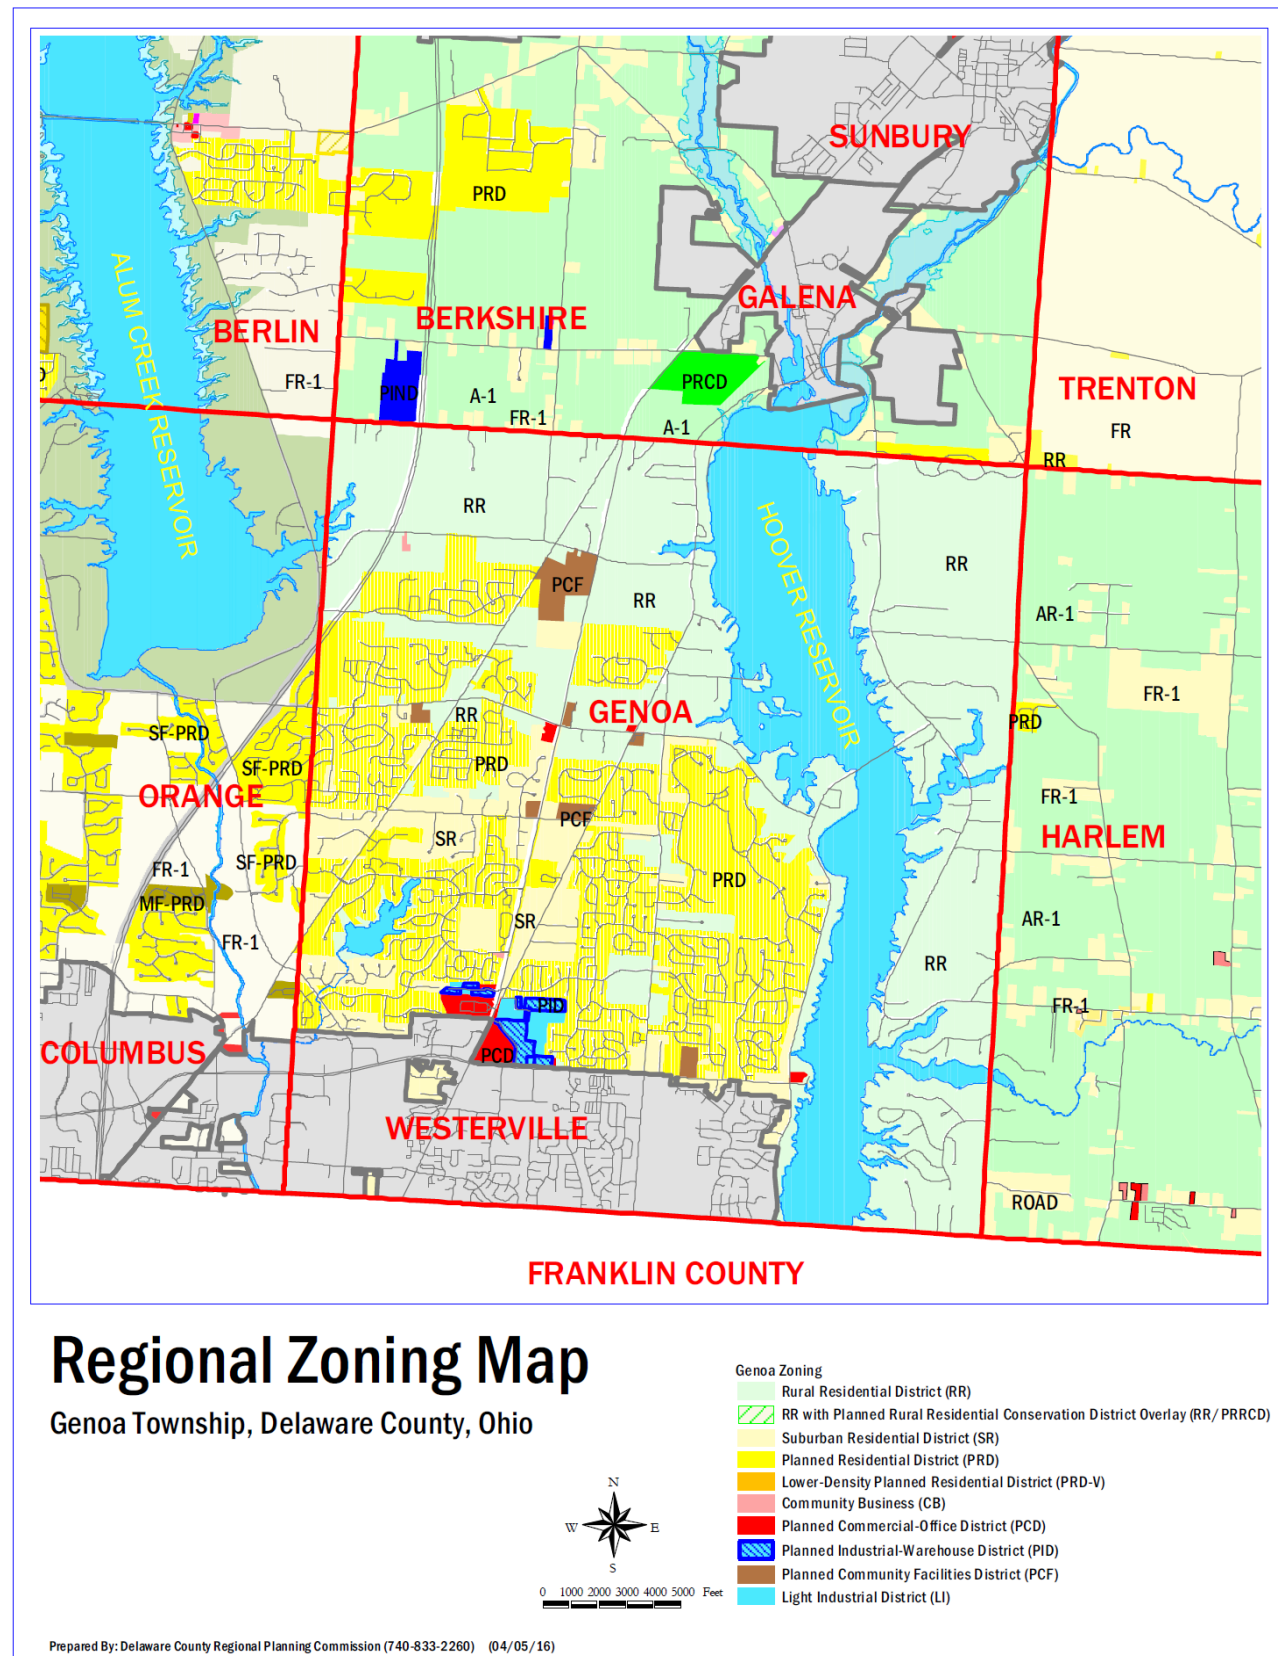 SUNBURY
PRD
ALUM CREEK RESERVOIR
GALENA
BERKSHIRE
BERLIN
FR-1
PIND
A-1
PRCD
TRENTON
FR-1
A-1
FR
RR
RR
HOOVER RESERVOIR
RR
PCF
RR
AR-1
FR-1
GENOA
RR
PRD
SF-PRD
PRD
SF-PRD
ORANGE
FR-1
PCF
SR
HARLEM
SF-PRD
FR-1
PRD
MF-PRD
SR
AR-1
FR-1
RR
PID
FR-1
COLUMBUS
PCD
WESTERVILLE
ROAD
FRANKLIN COUNTY
Regional Zoning Map
Genoa Township, Delaware County, Ohio
Genoa Zoning
Rural Residential District (RR)
RR with Planned Rural Residential Conservation District Overlay (RR/PRRCD)
Suburban Residential District (SR)
Planned Residential District (PRD)
Lower-Density Planned Residential District (PRD-V)
Community Business (CB)
Planned Commercial-Office District (PCD)
Planned Industrial-Warehouse District (PID)
Planned Community Facilities District (PCF)
Light Industrial District (LI)
N
W E
S
0 1000 2000 3000 4000 5000 Feet
Prepared By: Delaware County Regional Planning Commission (740-833-2260) (04/05/16)